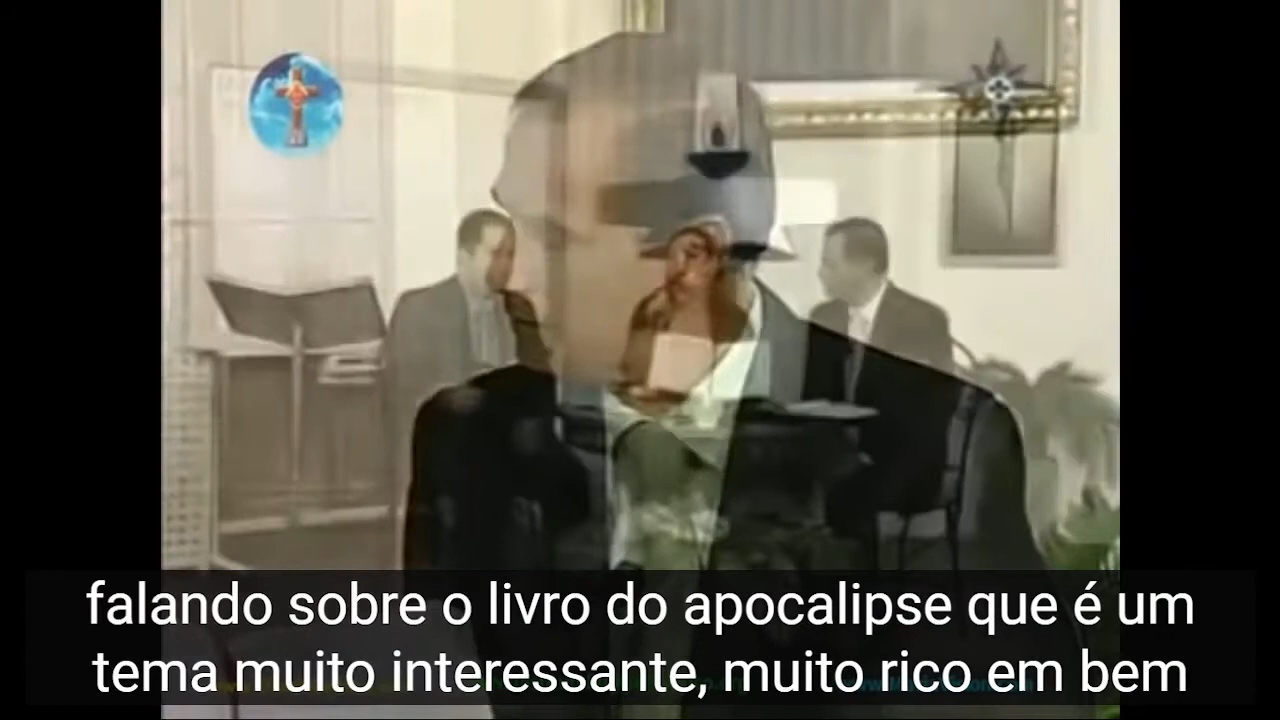 falando sobre o livro do apocalipse que é um
tema muito interessante, muito rico em bem